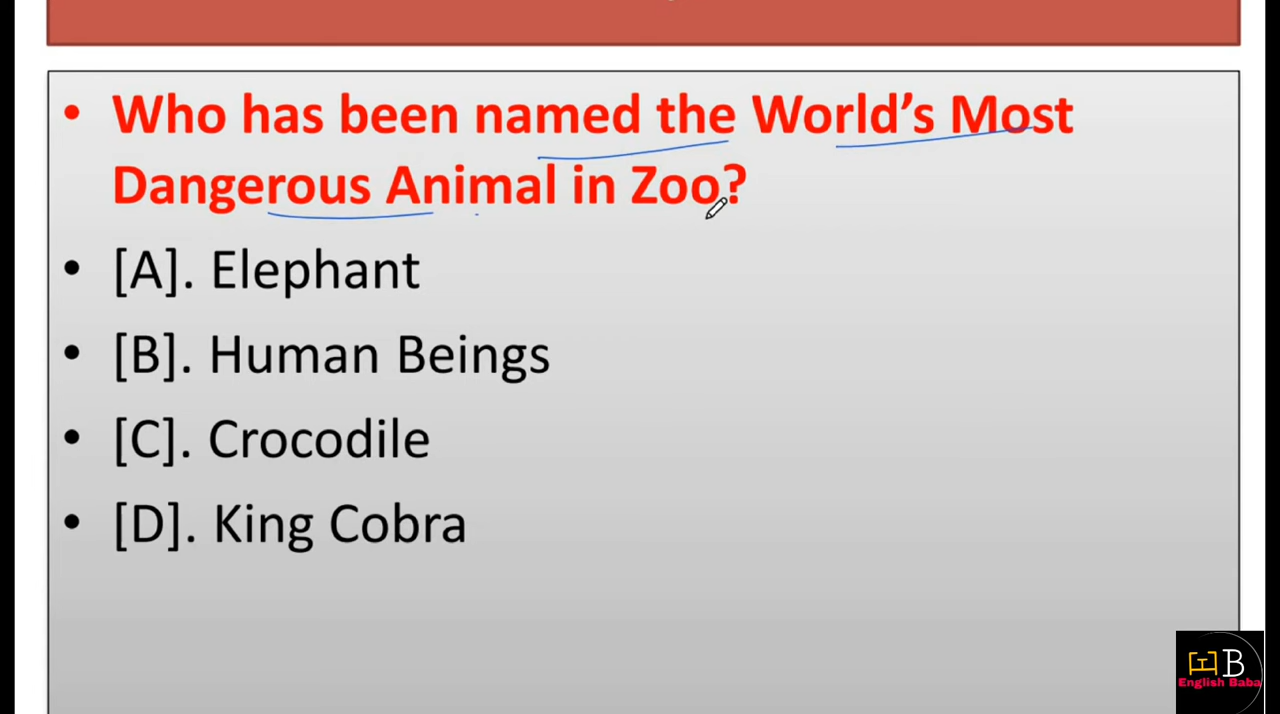 • Who has been named the World's Most
Dangerous Animal in Zoo?
• [A]. Elephant
• [B]. Human Beings
• [C]. Crocodile
• [D]. King Cobra
B
English Baba